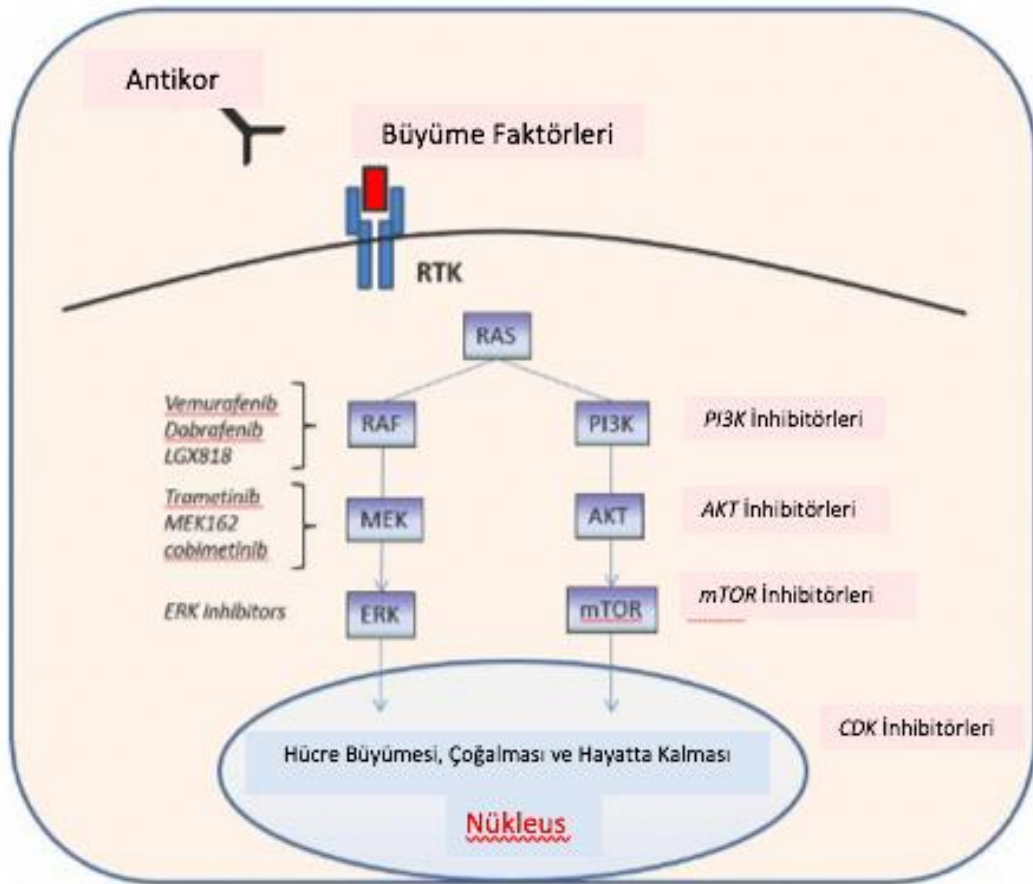 Antikor
Büyüme Faktörleri
RTK
RAS
Vemurafenib
Dabrafenib
LGX818
RAF
PI3K
PI3K İnhibitörleri
Trametinib
MEK162
cobimetinib
MEK
AKT
AKT İnhibitörleri
ERK Inhibitors
ERK
mTOR
mTOR İnhibitörleri
CDK İnhibitörleri
Hücre Büyümesi, Çoğalması ve Hayatta Kalması
Nükleus